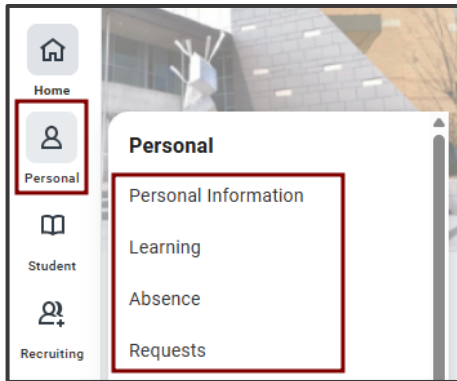 Home
Personal
Student
Recruiting
Personal
Personal Information
Learning
Absence
Requests